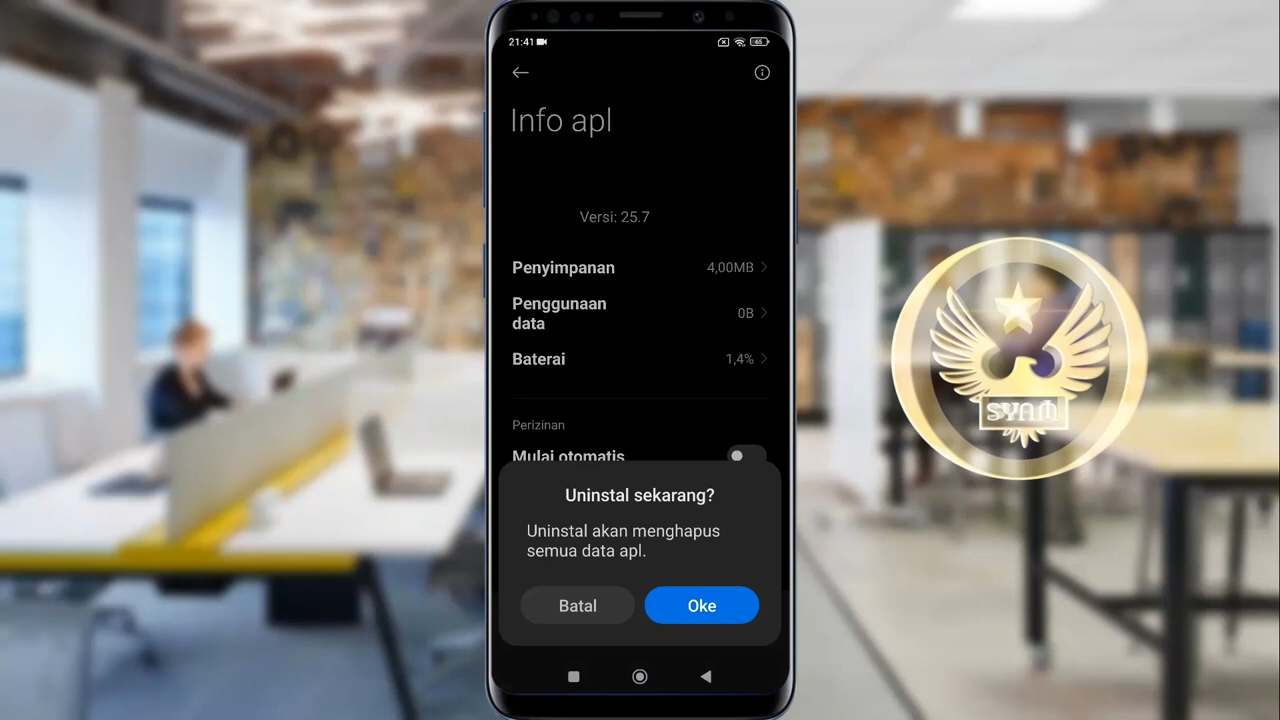 21:41
65
Info apl
Versi: 25.7
Penyimpanan
4,00MB
Penggunaan
data
0B
Baterai
1,4%
Perizinan
Mulai otomatis
Uninstal sekarang?
Uninstal akan menghapus
semua data apl.
Batal
Oke
SYAM